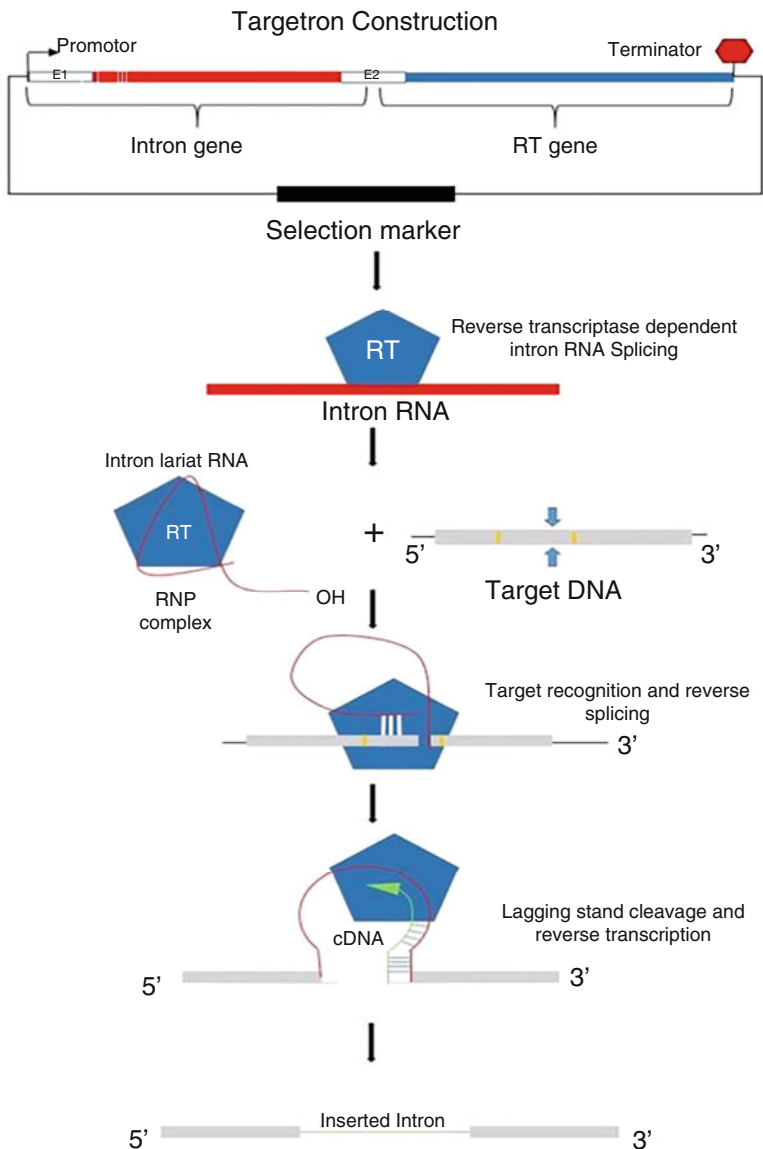 Targetron Construction
Promotor
Terminator
E1
E2
Intron gene
RT gene
Selection marker
RT
Reverse transcriptase dependent
intron RNA Splicing
Intron RNA
Intron lariat RNA
RT
+
5’
3’
Target DNA
OH
RNP
complex
Target recognition and reverse
splicing
3’
cDNA
Lagging stand cleavage and
reverse transcription
5’
3’
Inserted Intron
5’
3’